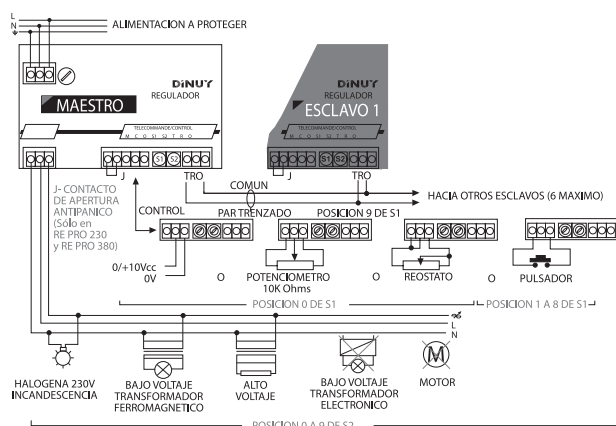 L
N
ALIMENTACION A PROTEGER
DiNUY
REGULADOR
MAESTRO
TELECOMMANDE/CONTROL
M C O S1 S2 T R O
DiNUY
REGULADOR
ESCLAVO 1
TELECOMMANDE/CONTROL
M C O S1 S2 T R O
S1 S2
S1 S2
J
TRO
J
TRO
J- CONTACTO
DE APERTURA
ANTIPANICO
(Sólo en
RE PRO 230
y RE PRO 380)
COMUN
HACIA OTROS ESCLAVOS (6 MAXIMO)
CONTROL
PAR TRENZADO
POSICION 9 DE S1
0/+10Vcc
0V
O
POTENCIOMETRO
10K Ohms
O
REOSTATO
O
PULSADOR
POSICION 0 DE S1
POSICION 1 A 8 DE S1
L
N
M
HALOGENA 230V
INCANDESCENCIA
BAJO VOLTAJE
TRANSFORMADOR
FERROMAGNETICO
ALTO
VOLTAJE
BAJO VOLTAJE
TRANSFORMADOR
ELECTRONICO
MOTOR
POSICION 0 A 9 DE S2